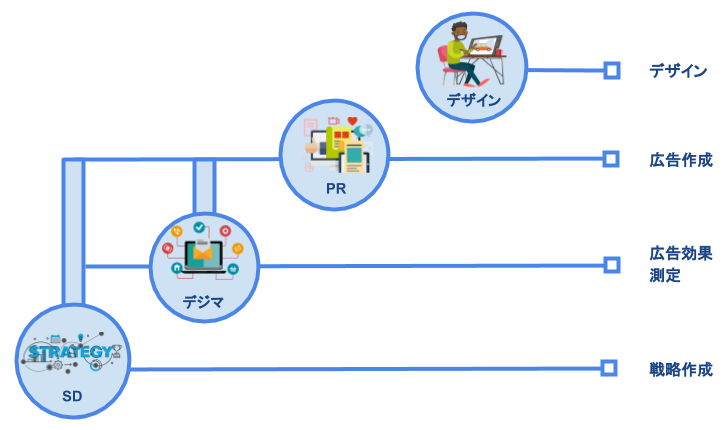 デザイン
デザイン
PR
広告作成
デジマ
広告効果
測定
STRATEGY
SD
戦略作成